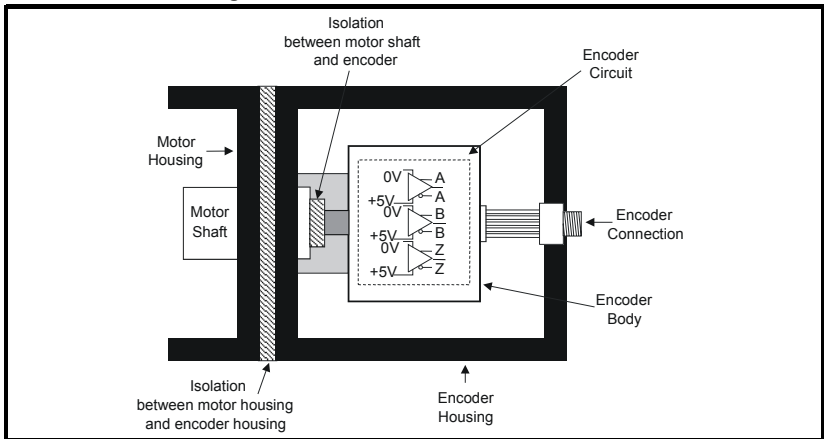 Isolation
between motor shaft
and encoder
Encoder
Circuit
Motor
Housing
Motor
Shaft
0V
A
+5V
A̅
0V
B
+5V
B̅
0V
Z
+5V
Z̅
Encoder
Connection
Encoder
Body
Isolation
between motor housing
and encoder housing
Encoder
Housing